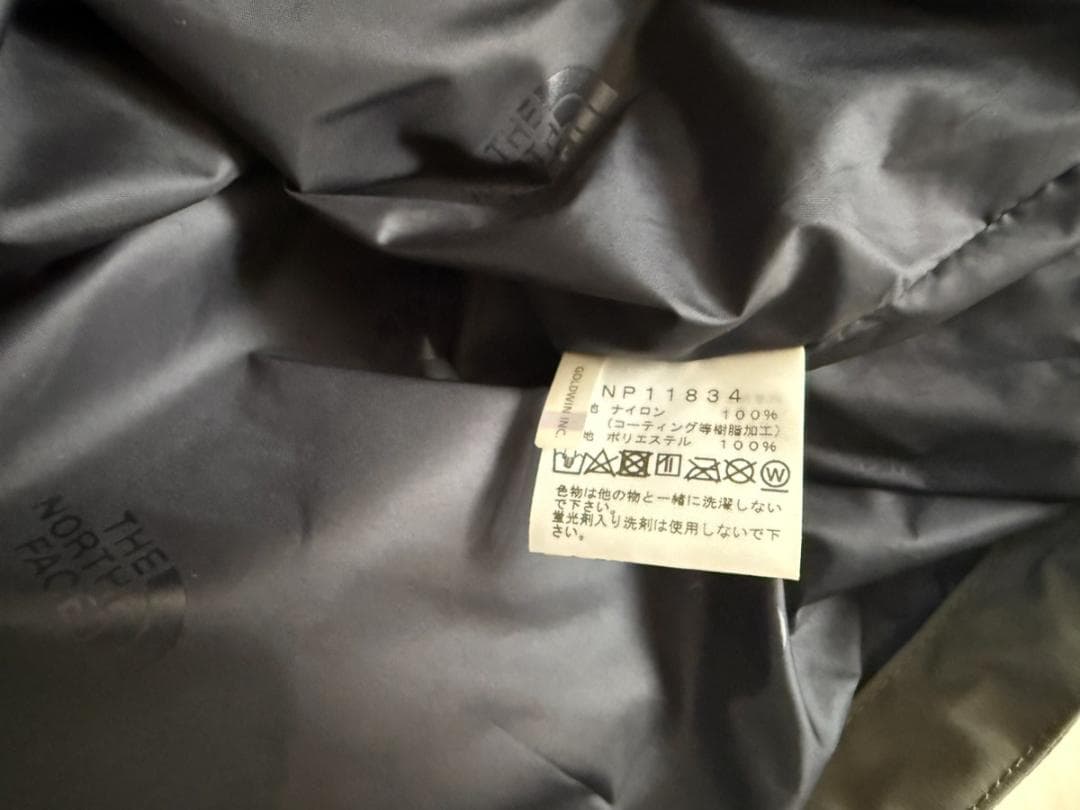 THE
NORTH
FACE
GOLDWIN INC.
NP11834
ナイロン 100%
(コーティング等樹脂加工)
地 ポリエステル 100%
W
色物は他の物と一緒に洗濯しない
で下さい。
蛍光剤入り洗剤は使用しないで下
さい。
THE
NORTH
FACE